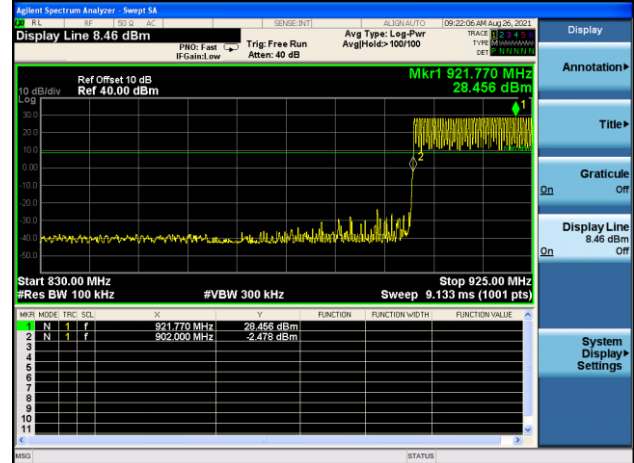 Agilent Spectrum Analyzer - Swept SA
RL RF 50 Ω AC SENSE:INT ALIGN AUTO 09:22:06 AM Aug 26, 2021
Display Line 8.46 dBm
PNO: Fast
IFGain:Low
Trig: Free Run
Atten: 40 dB
Avg Type: Log-Pwr
Avg|Hold:>100/100
TRACE 1 2 3 4 5 6
TYPE M
DET P N N N N N
Ref Offset 10 dB
10 dB/div Ref 40.00 dBm
Log
Mkr1 921.770 MHz
28.456 dBm
30.0
20.0
10.0
0.00
-10.0
-20.0
-30.0
-40.0
-50.0
1
2
Start 830.00 MHz Stop 925.00 MHz
#Res BW 100 kHz #VBW 300 kHz Sweep 9.133 ms (1001 pts)
MKR MODE TRC SCL X Y FUNCTION FUNCTION WIDTH FUNCTION VALUE
1 N 1 f 921.770 MHz 28.456 dBm
2 N 1 f 902.000 MHz -2.478 dBm
3
4
5
6
7
8
9
10
11
MSG STATUS
Display
Annotation
Title
Graticule
On Off
Display Line
8.46 dBm
On Off
System
Display
Settings